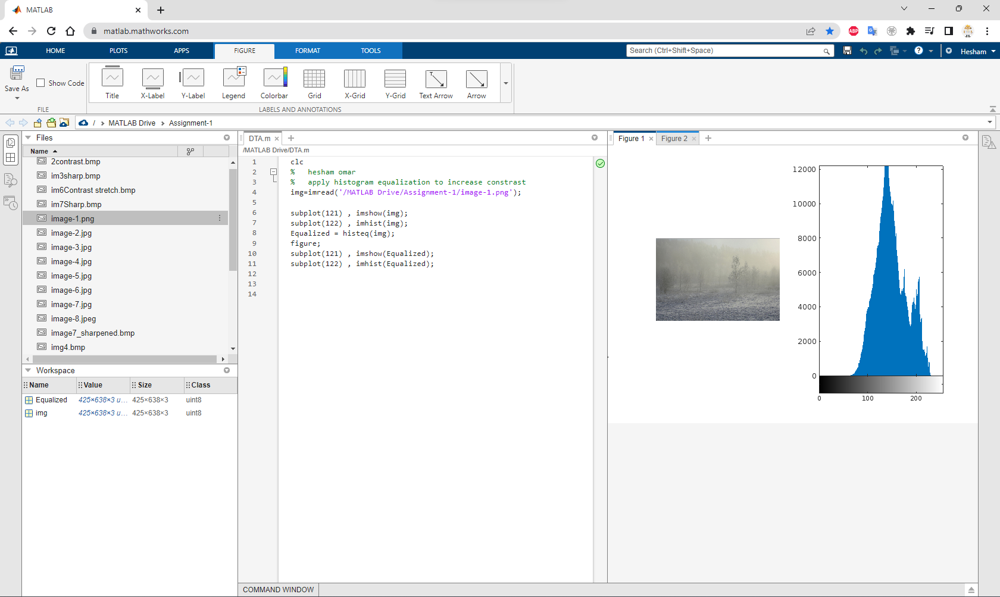 MATLAB
matlab.mathworks.com
ABP
HOME PLOTS APPS FIGURE FORMAT TOOLS
Search (Ctrl+Shift+Space)
Hesham
Save As
Show Code
Title X-Label Y-Label Legend Colorbar Grid X-Grid Y-Grid Text Arrow Arrow
FILE
LABELS AND ANNOTATIONS
/ › MATLAB Drive › Assignment-1
Files
Name
2contrast.bmp
im3sharp.bmp
im6Contrast stretch.bmp
im7Sharp.bmp
image-1.png
image-2.jpg
image-3.jpg
image-4.jpg
image-5.jpg
image-6.jpg
image-7.jpg
image-8.jpeg
image7_sharpened.bmp
img4.bmp
Workspace
Name Value Size Class
Equalized 425×638×3 u... 425×638×3 uint8
img 425×638×3 u... 425×638×3 uint8
DTA.m
/MATLAB Drive/DTA.m
1 clc
2 % hesham omar
3 % apply histogram equalization to increase constrast
4 img=imread('/MATLAB Drive/Assignment-1/image-1.png');
5
6 subplot(121) , imshow(img);
7 subplot(122) , imhist(img);
8 Equalized = histeq(img);
9 figure;
10 subplot(121) , imshow(Equalized);
11 subplot(122) , imhist(Equalized);
12
13
14
COMMAND WINDOW
Figure 1 Figure 2
12000
10000
8000
6000
4000
2000
0
0 100 200